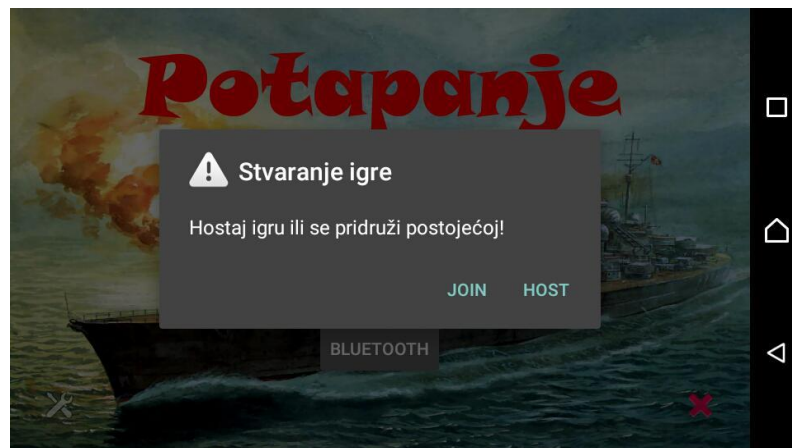 Potapanje
Stvaranje igre
Hostaj igru ili se pridruži postojećoj!
JOIN HOST
BLUETOOTH